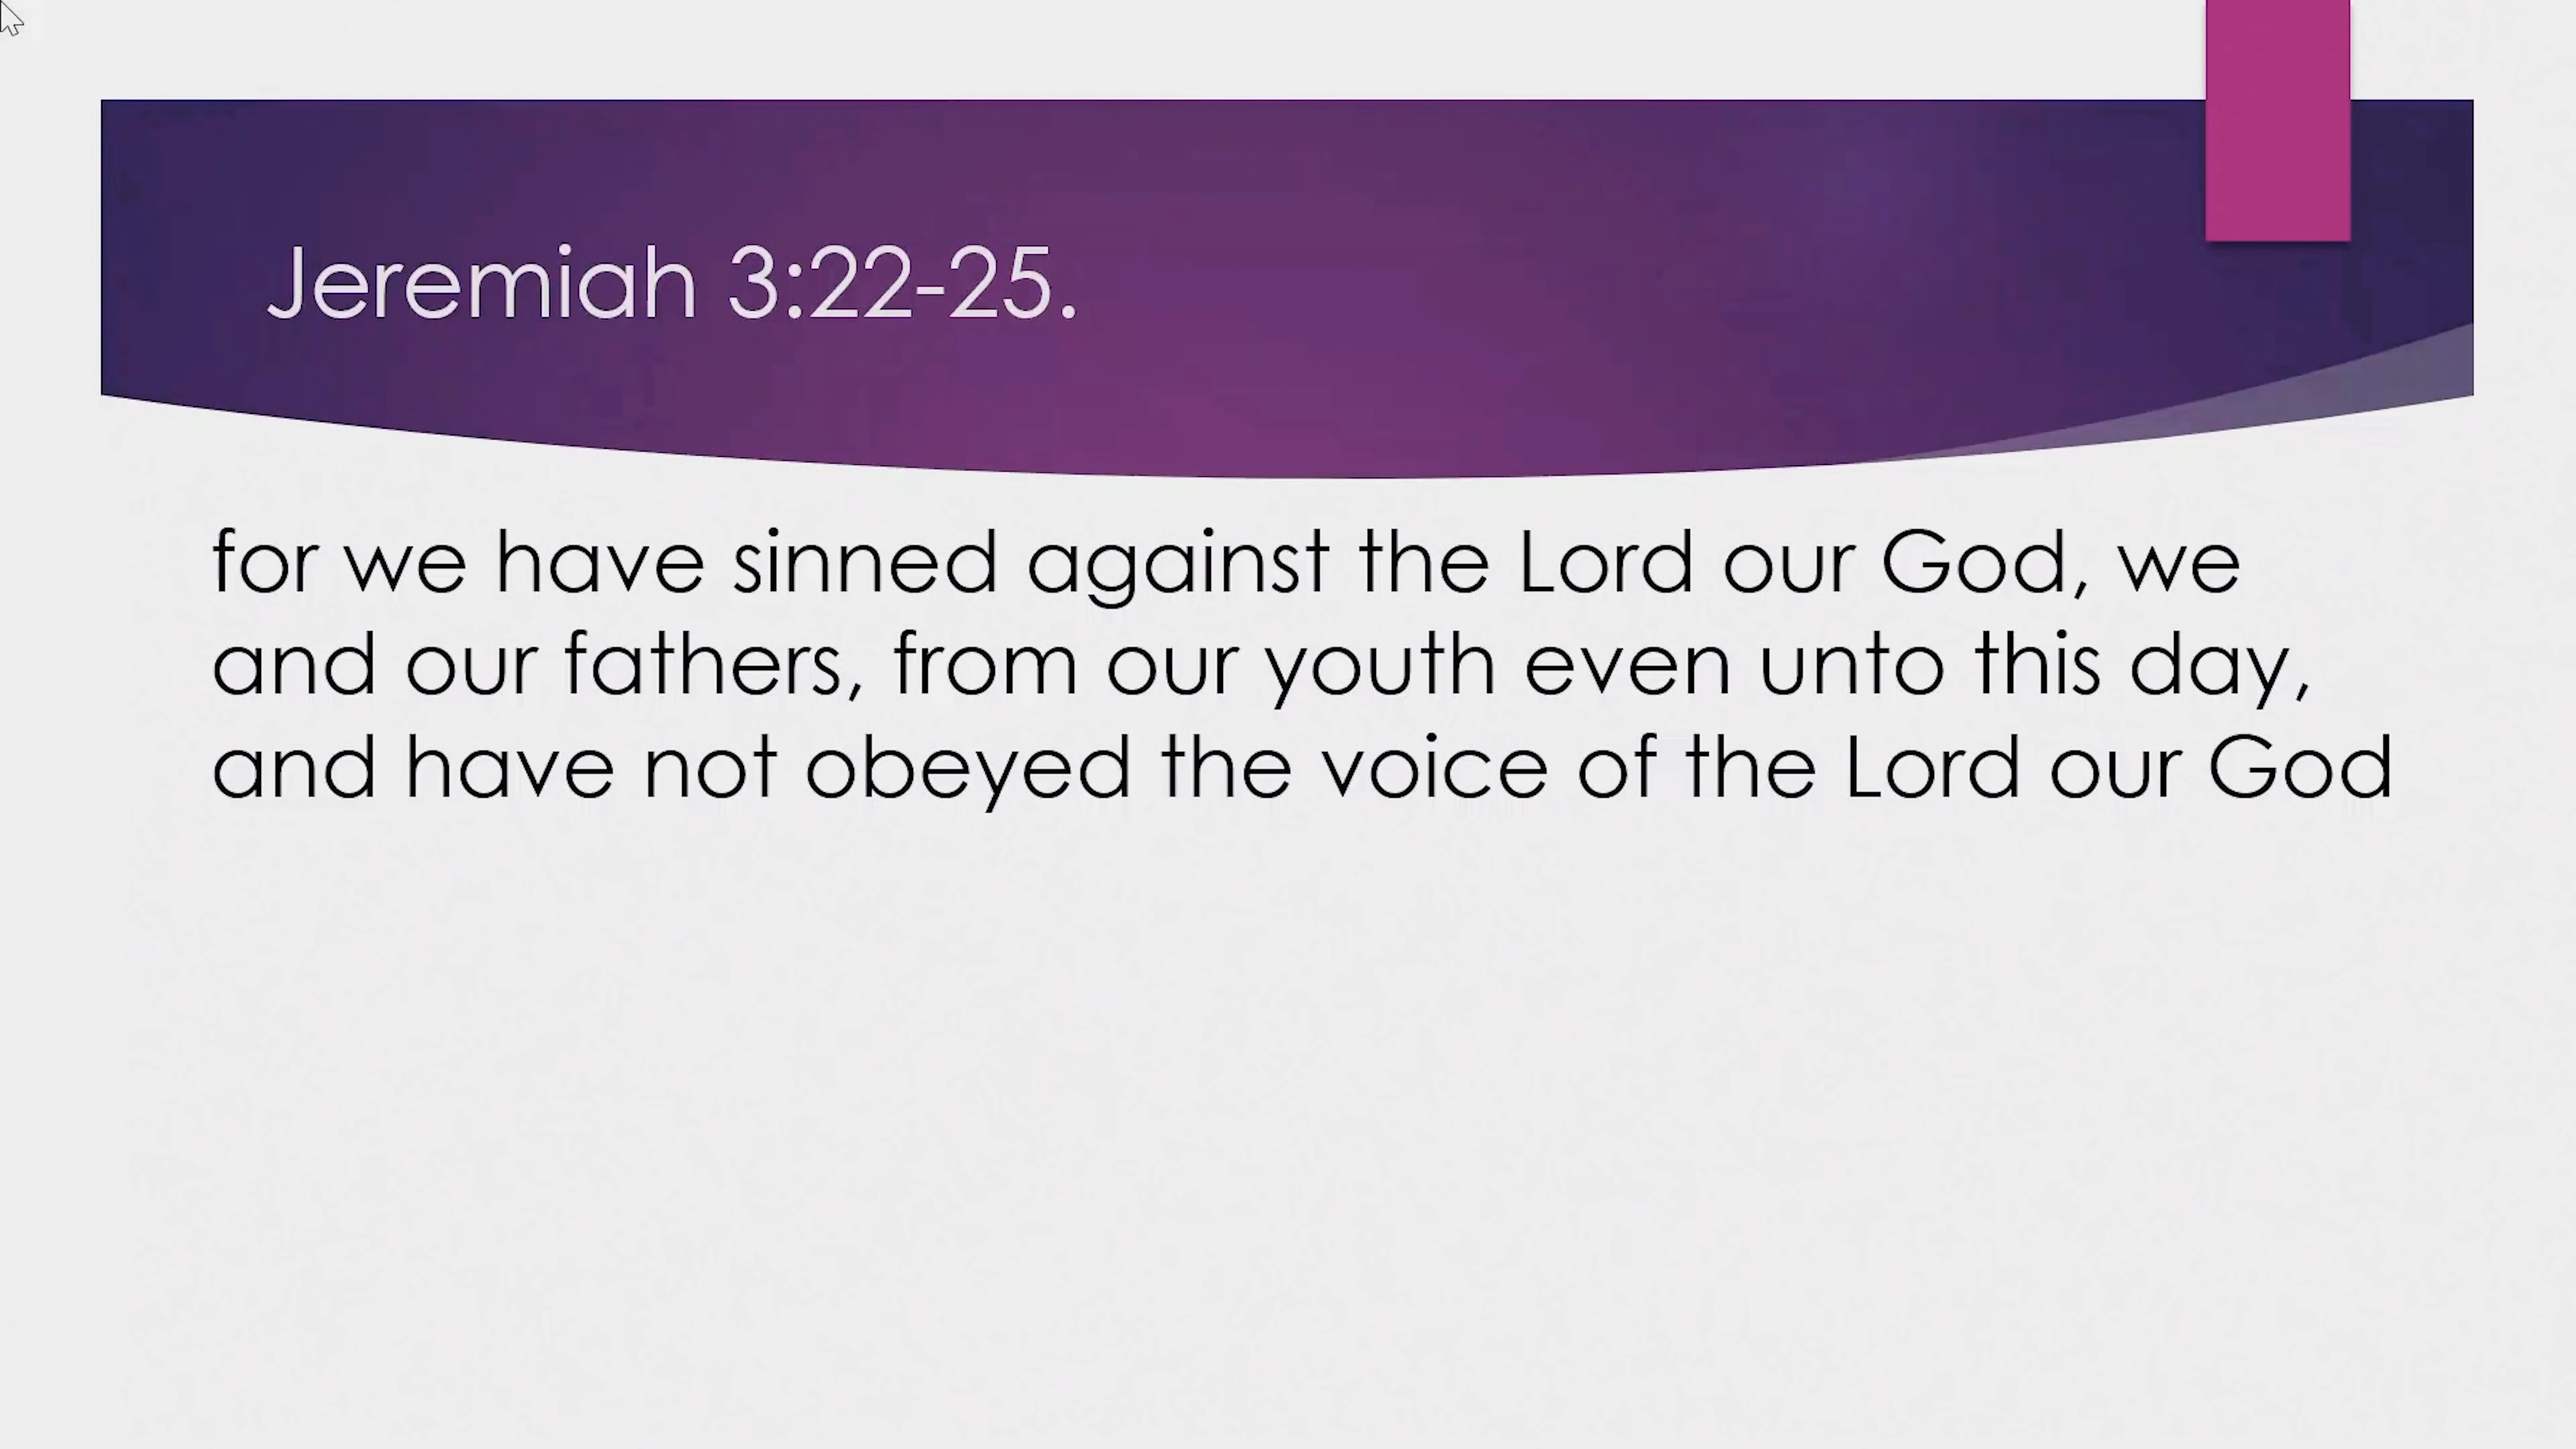 Jeremiah 3:22-25.
for we have sinned against the Lord our God, we
and our fathers, from our youth even unto this day,
and have not obeyed the voice of the Lord our God